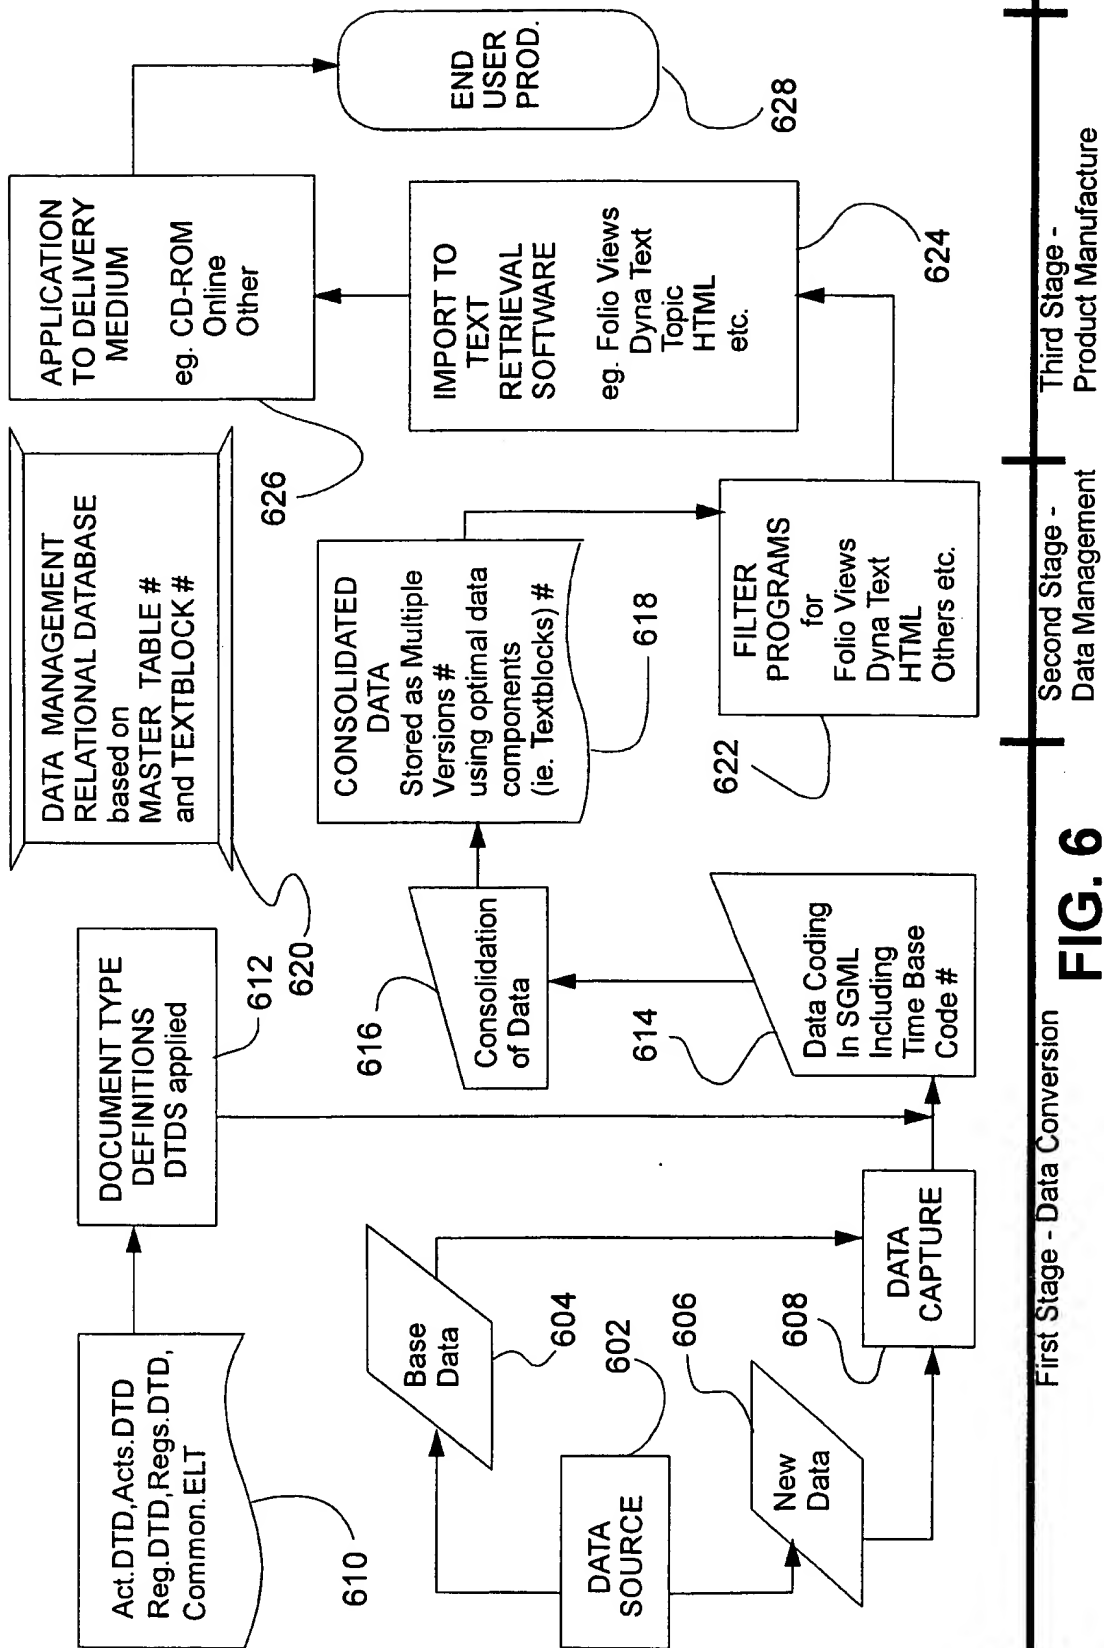 Act.DTD,Acts.DTD
Reg.DTD,Regs.DTD,
Common.ELT
610
DOCUMENT TYPE
DEFINITIONS
DTDS applied
612
DATA MANAGEMENT
RELATIONAL DATABASE
based on
MASTER TABLE #
and TEXTBLOCK #
620
APPLICATION
TO DELIVERY
MEDIUM
eg. CD-ROM
Online
Other
626
END
USER
PROD.
628
Base
Data
604
DATA
SOURCE
602
New
Data
606
DATA
CAPTURE
608
Data Coding
In SGML
Including
Time Base
Code #
614
Consolidation
of Data
616
CONSOLIDATED
DATA
Stored as Multiple
Versions #
using optimal data
components
(ie. Textblocks) #
618
FILTER
PROGRAMS
for
Folio Views
Dyna Text
HTML
Others etc.
622
IMPORT TO
TEXT
RETRIEVAL
SOFTWARE
eg. Folio Views
Dyna Text
Topic
HTML
etc.
624
First Stage - Data Conversion
Second Stage -
Data Management
Third Stage -
Product Manufacture
FIG. 6